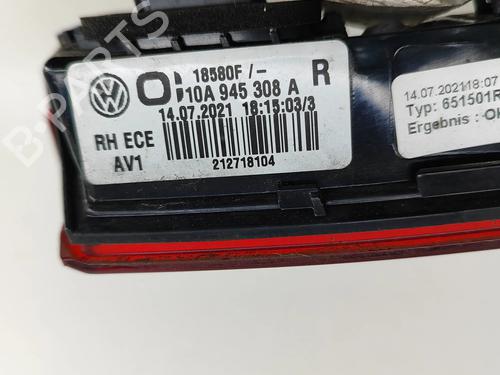 18580F /-
10A 945 308 A R
14.07.2021 18:15:03/3
RH ECE
AV1
212718104
14.07.2021 18:07
Typ: 651501R
Ergebnis : OK
B-PARTS